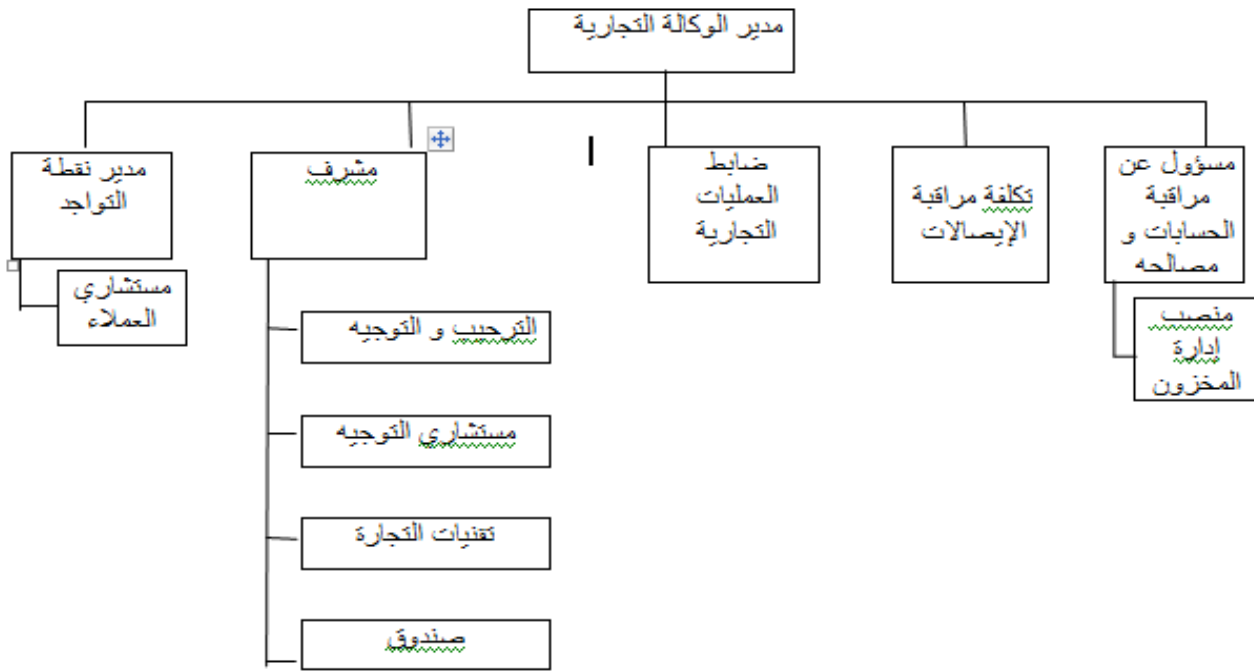 مدير الوكالة التجارية
مسؤول عن
مراقبة
الحسابات و
مصالحه
تكلفة مراقبة
الإيصالات
ضابط
العمليات
التجارية
مشرف
مدير نقطة
التواجد
منصب
إدارة
المخزون
الترحيب و التوجيه
مستشاري التوجيه
تقنيات التجارة
صندوق
مستشاري
العملاء